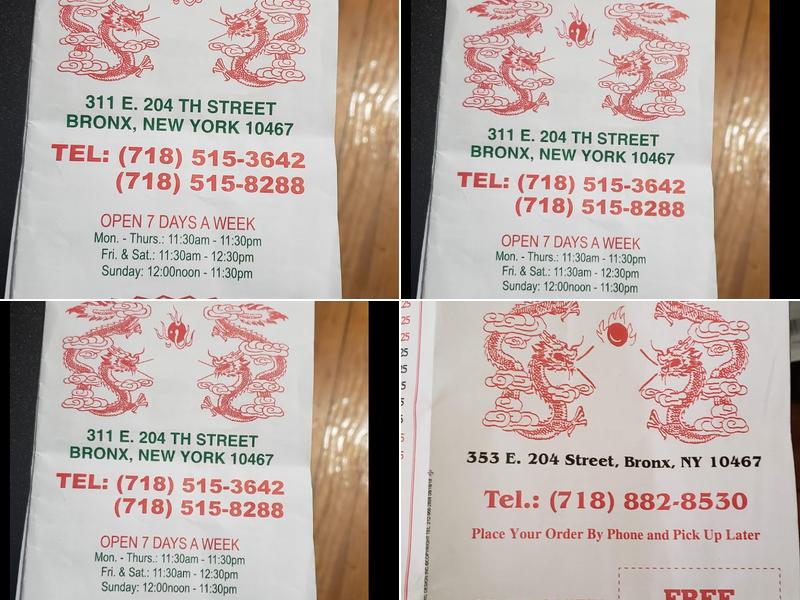 311 E. 204 TH STREET
BRONX, NEW YORK 10467
TEL: (718) 515-3642
(718) 515-8288
OPEN 7 DAYS A WEEK
Mon. - Thurs.: 11:30am - 11:30pm
Fri. & Sat.: 11:30am - 12:30pm
Sunday: 12:00noon - 11:30pm
311 E. 204 TH STREET
BRONX, NEW YORK 10467
TEL: (718) 515-3642
(718) 515-8288
OPEN 7 DAYS A WEEK
Mon. - Thurs.: 11:30am - 11:30pm
Fri. & Sat.: 11:30am - 12:30pm
Sunday: 12:00noon - 11:30pm
311 E. 204 TH STREET
BRONX, NEW YORK 10467
TEL: (718) 515-3642
(718) 515-8288
OPEN 7 DAYS A WEEK
Mon. - Thurs.: 11:30am - 11:30pm
Fri. & Sat.: 11:30am - 12:30pm
Sunday: 12:00noon - 11:30pm
25
25
25
25
353 E. 204 Street, Bronx, NY 10467
Tel.: (718) 882-8530
Place Your Order By Phone and Pick Up Later
FREE